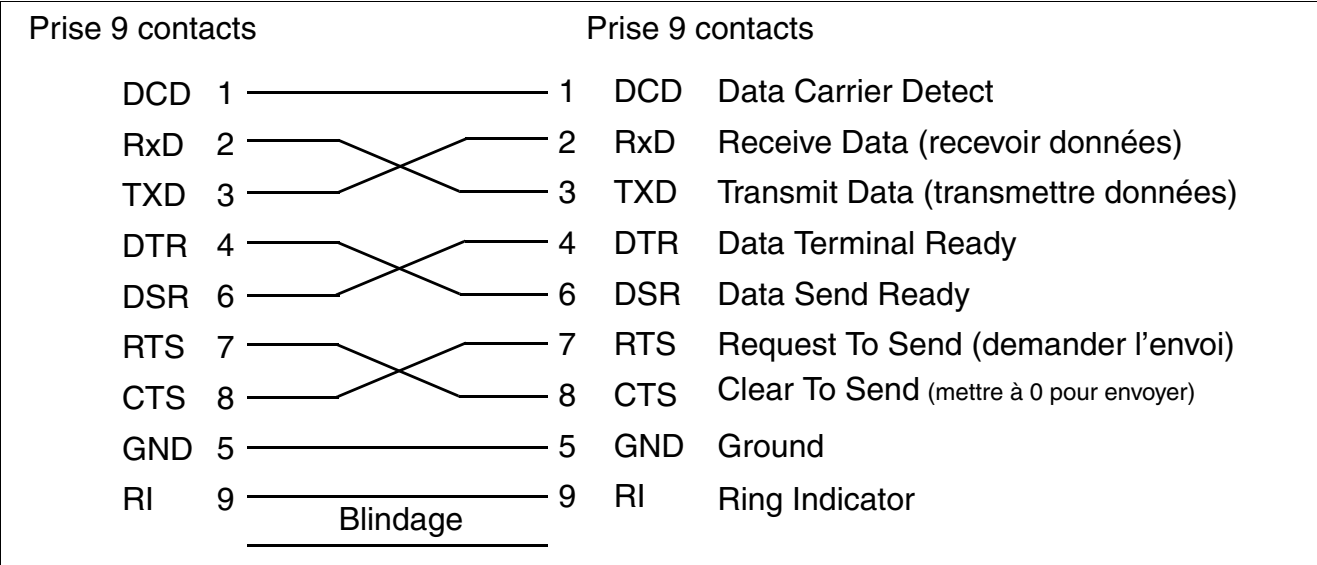 Prise 9 contacts Prise 9 contacts
DCD 1 1 DCD Data Carrier Detect
RxD 2 2 RxD Receive Data (recevoir données)
TXD 3 3 TXD Transmit Data (transmettre données)
DTR 4 4 DTR Data Terminal Ready
DSR 6 6 DSR Data Send Ready
RTS 7 7 RTS Request To Send (demander l’envoi)
CTS 8 8 CTS Clear To Send (mettre à 0 pour envoyer)
GND 5 5 GND Ground
RI 9 9 RI Ring Indicator
Blindage